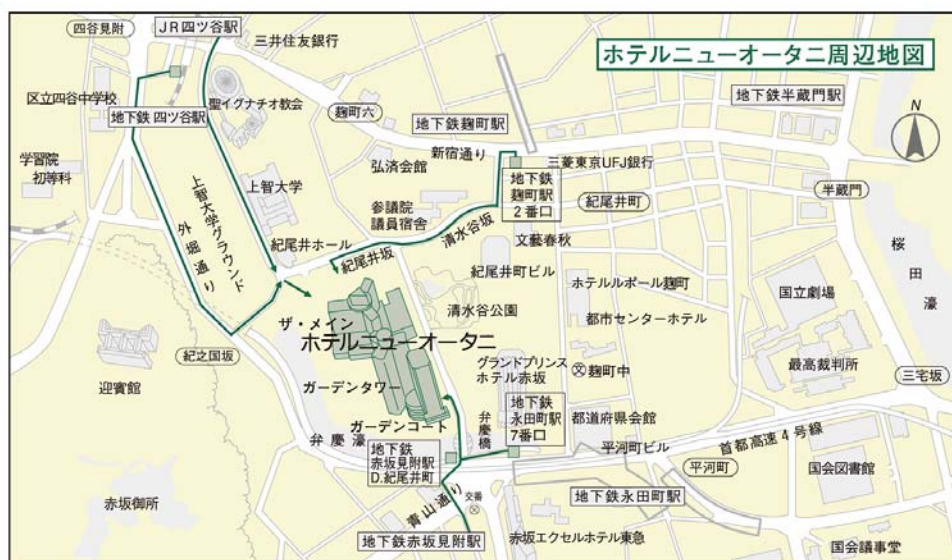 四谷見附
JR四ツ谷駅
三井住友銀行
ホテルニューオータニ周辺地図
区立四谷中学校
地下鉄 四ツ谷駅
聖イグナチオ教会
麹町六
地下鉄麹町駅
地下鉄半蔵門駅
N
学習院
初等科
新宿通り
弘済会館
三菱東京UFJ銀行
地下鉄
麹町駅
2番口
半蔵門
上智大学
上智大学グラウンド
外堀通り
参議院
議員宿舎
紀尾井町
清水谷坂
文藝春秋
紀尾井ホール
紀尾井坂
紀尾井町ビル
桜田濠
ホテルルポール麹町
国立劇場
清水谷公園
都市センターホテル
ザ・メイン
ホテルニューオータニ
紀之国坂
迎賓館
グランドプリンス
ホテル赤坂
文
麹町中
最高裁判所
三宅坂
ガーデンタワー
ガーデンコート
弁慶濠
弁慶橋
地下鉄
永田町駅
7番口
都道府県会館
地下鉄
赤坂見附駅
D.紀尾井町
平河町ビル
首都高速4号線
平河町
国会図書館
赤坂御所
青山通り
交番
地下鉄永田町駅
地下鉄赤坂見附駅
赤坂エクセルホテル東急
国会議事堂